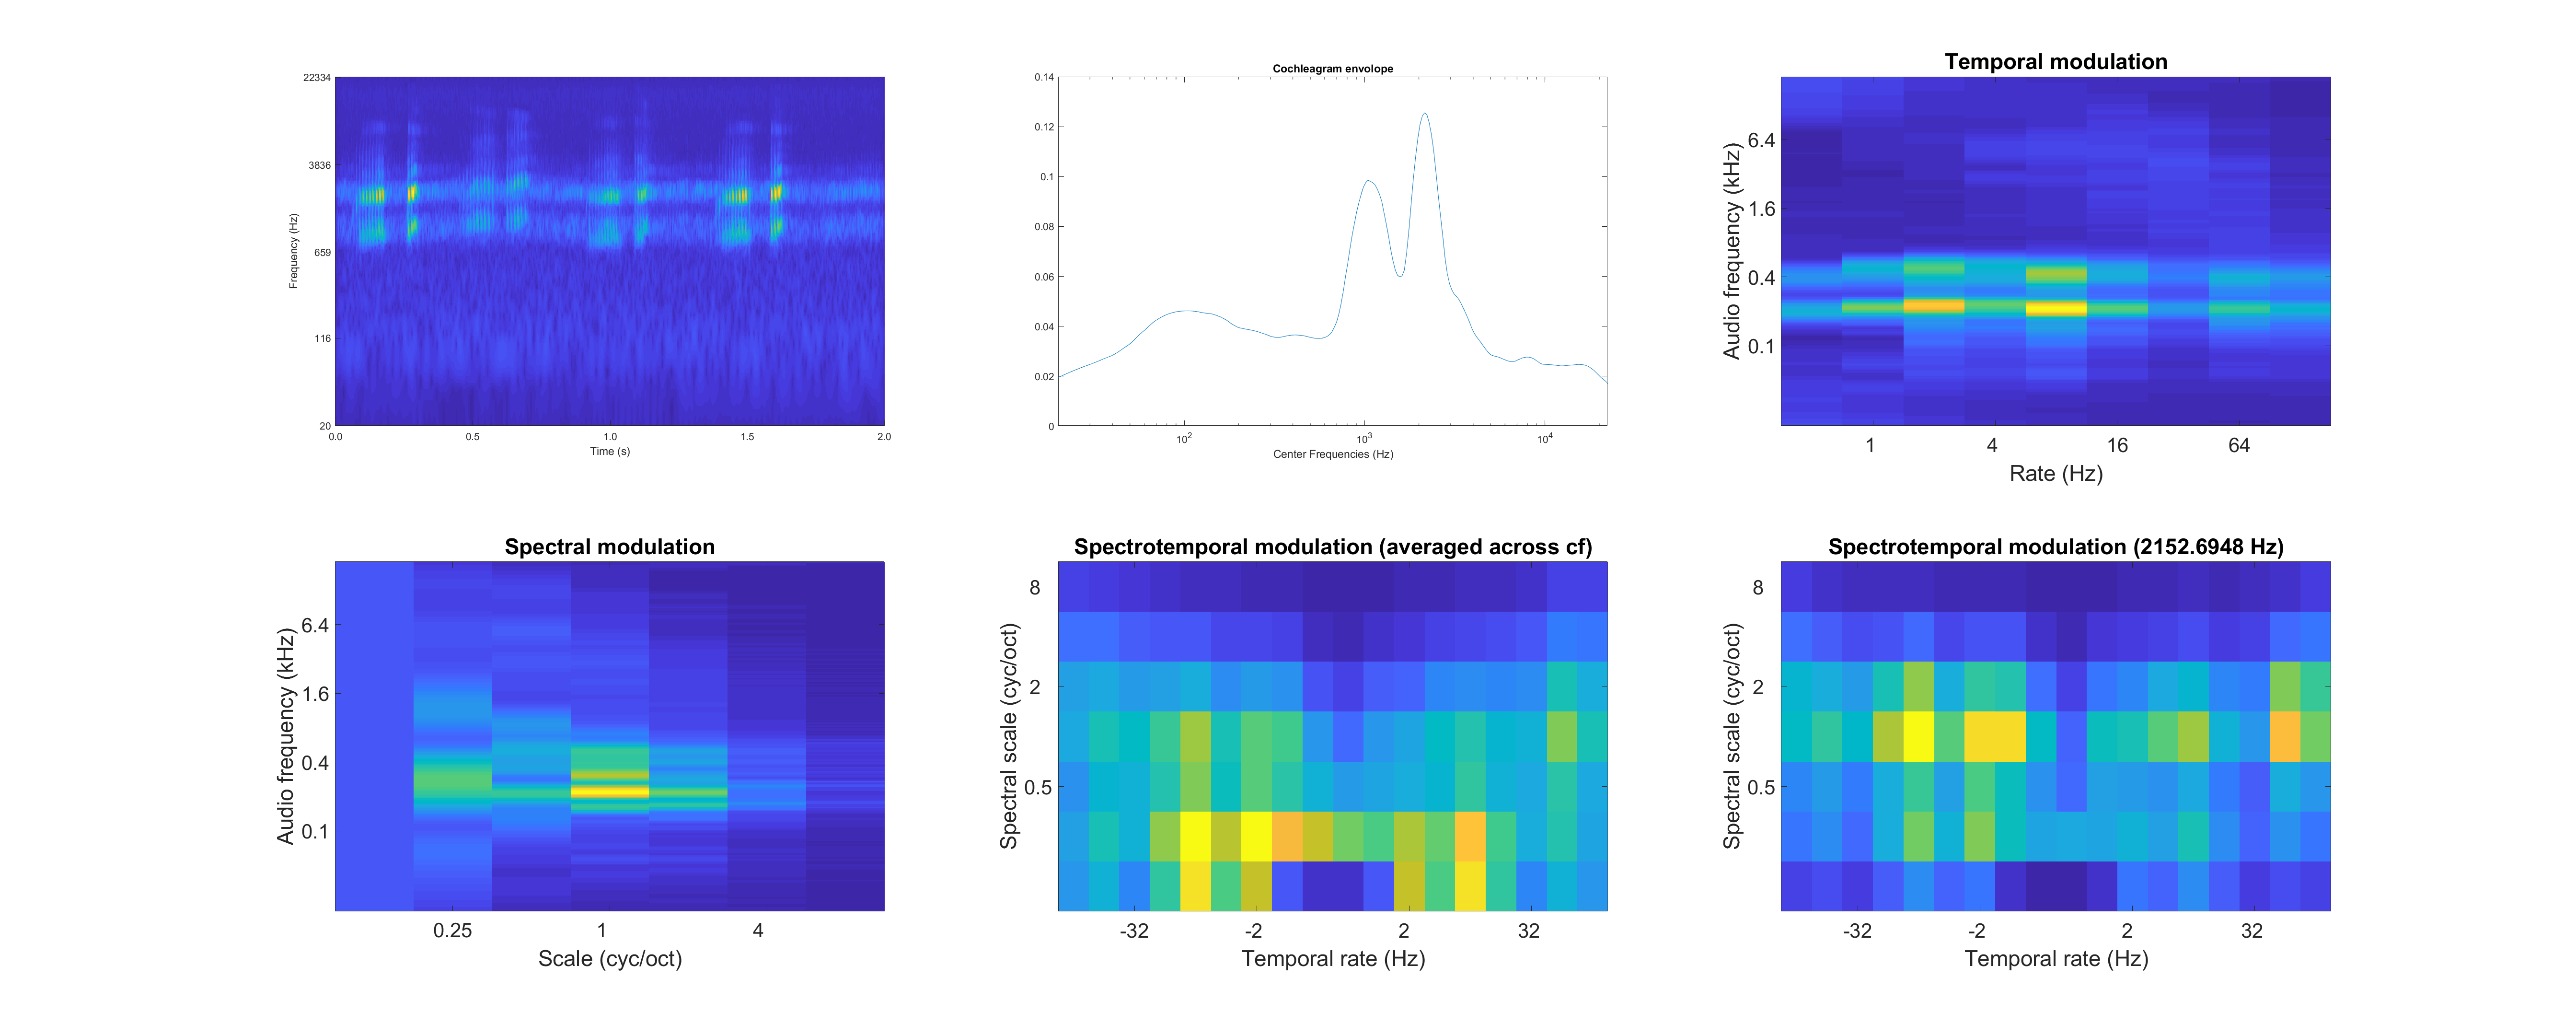 22334
3836
659
116
20
Frequency (Hz)
0.0 0.5 1.0 1.5 2.0
Time (s)
Cochleagram envolope
0.14
0.12
0.1
0.08
0.06
0.04
0.02
0
10^2 10^3 10^4
Center Frequencies (Hz)
Temporal modulation
6.4
1.6
0.4
0.1
Audio frequency (kHz)
1 4 16 64
Rate (Hz)
Spectral modulation
6.4
1.6
0.4
0.1
Audio frequency (kHz)
0.25 1 4
Scale (cyc/oct)
Spectrotemporal modulation (averaged across cf)
8
2
0.5
Spectral scale (cyc/oct)
-32 -2 2 32
Temporal rate (Hz)
Spectrotemporal modulation (2152.6948 Hz)
8
2
0.5
Spectral scale (cyc/oct)
-32 -2 2 32
Temporal rate (Hz)